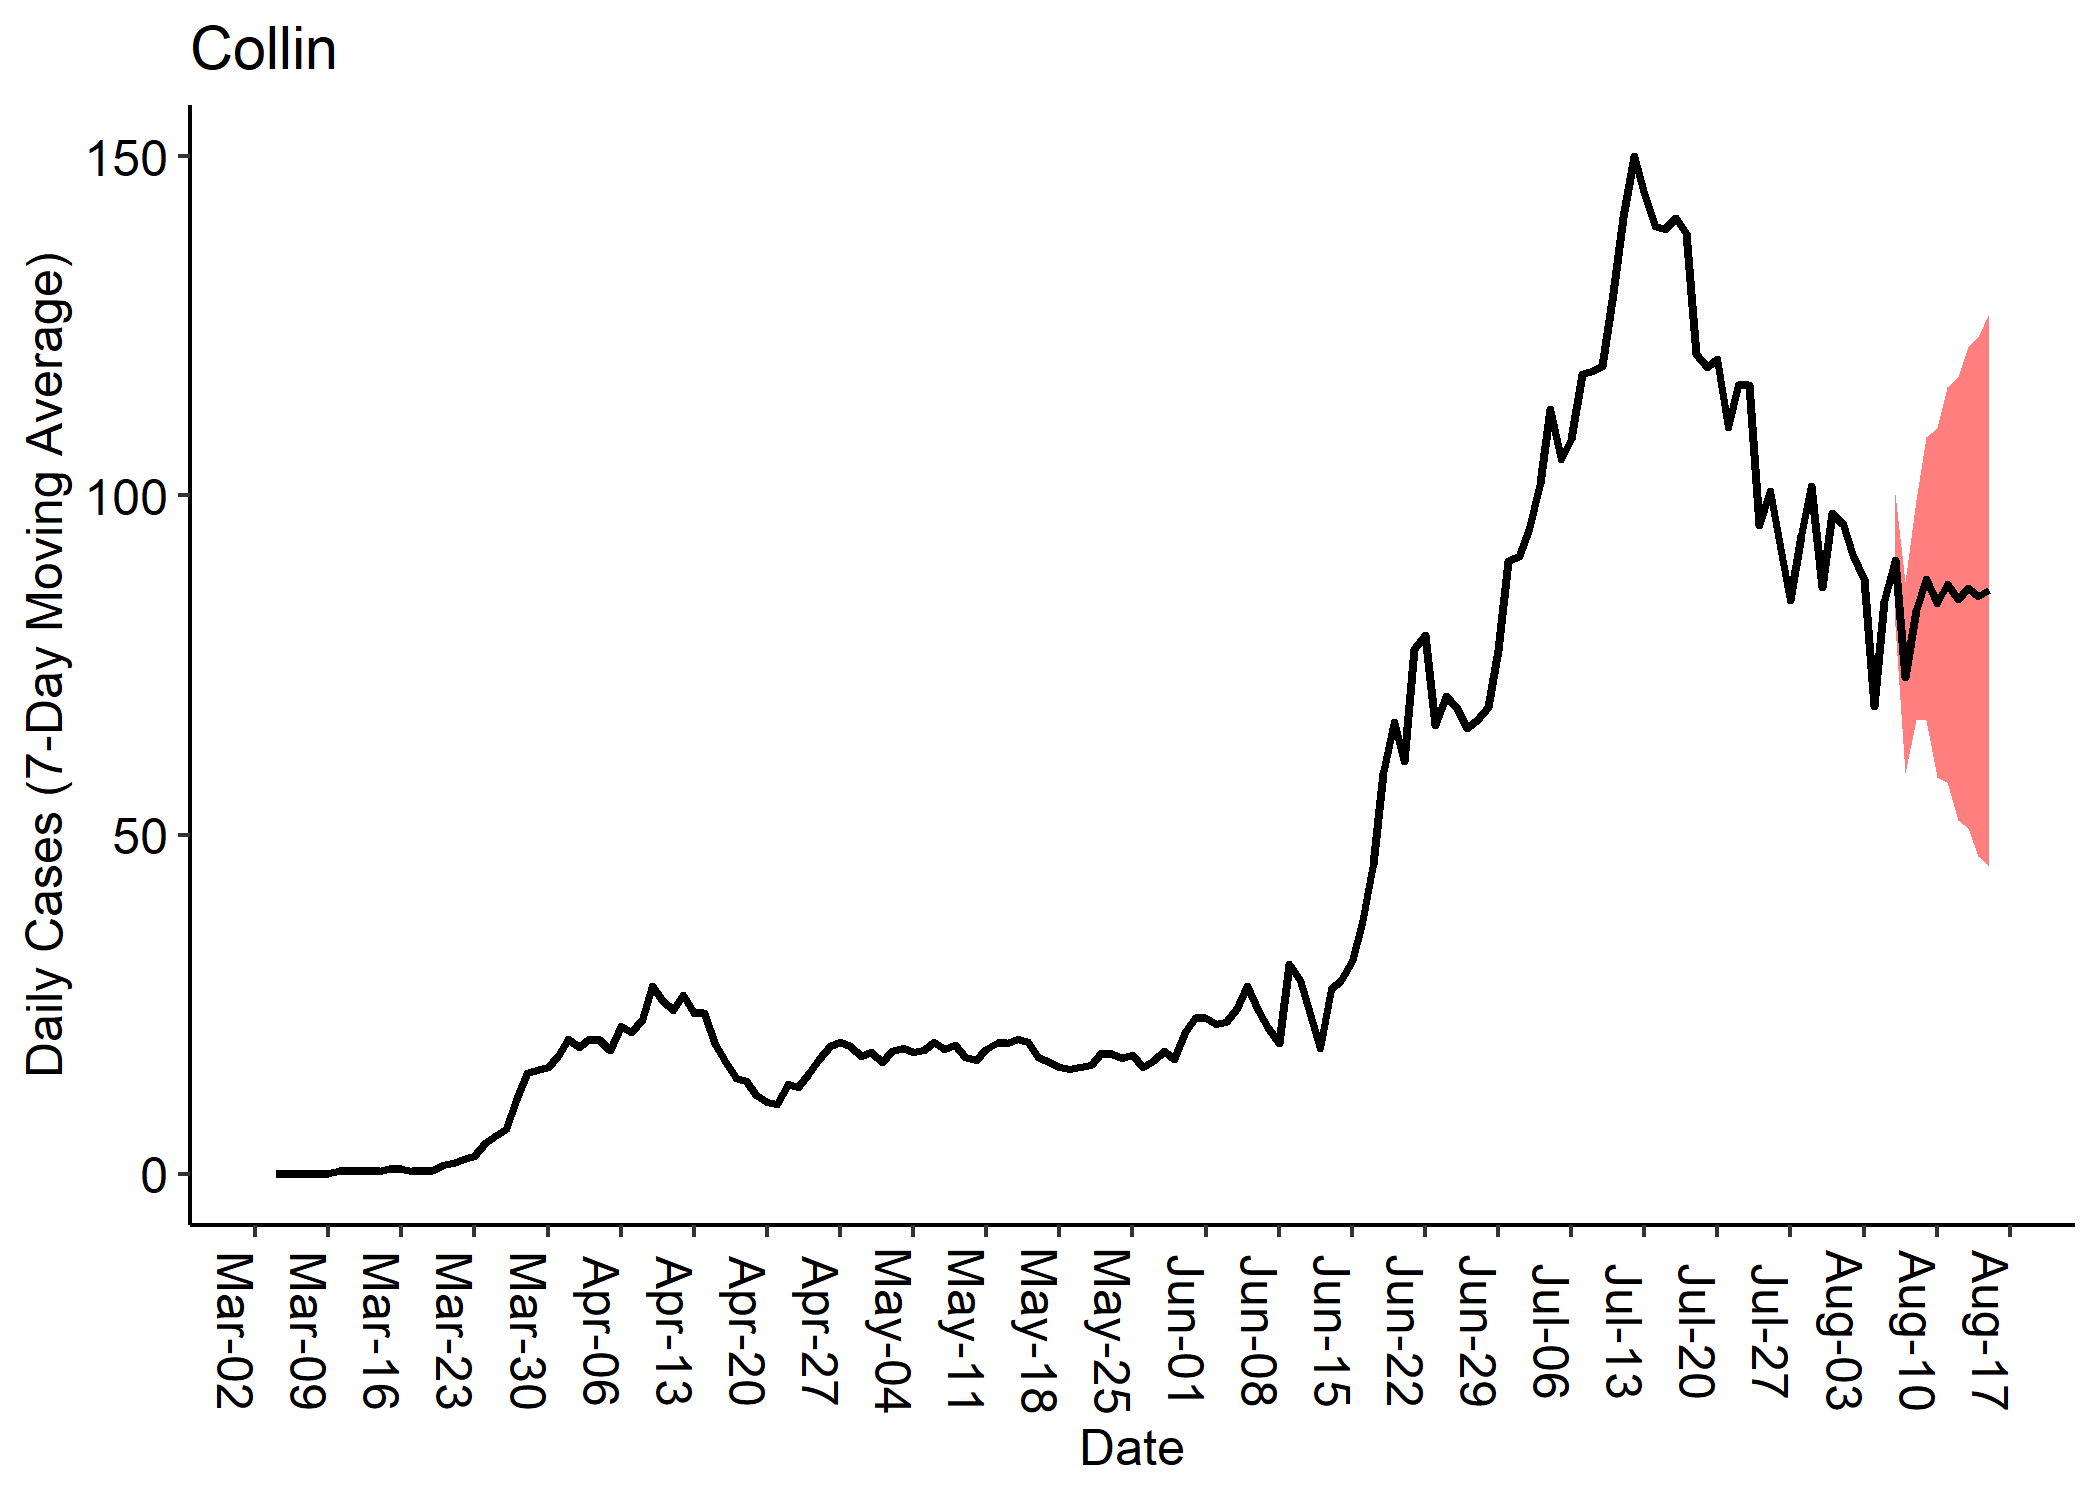 Collin
Daily Cases (7-Day Moving Average)
150
100
50
0
Mar-02
Mar-09
Mar-16
Mar-23
Mar-30
Apr-06
Apr-13
Apr-20
Apr-27
May-04
May-11
May-18
May-25
Jun-01
Jun-08
Jun-15
Jun-22
Jun-29
Jul-06
Jul-13
Jul-20
Jul-27
Aug-03
Aug-10
Aug-17
Date